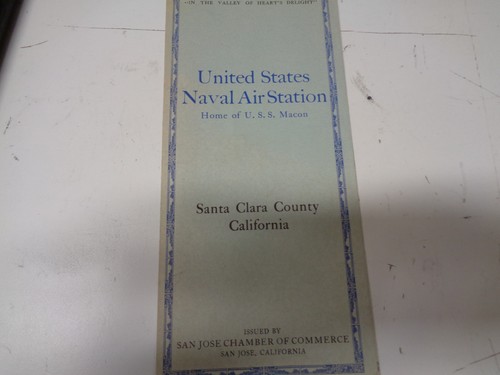 "IN THE VALLEY OF HEART'S DELIGHT"
United States
Naval Air Station
Home of U. S. S. Macon
Santa Clara County
California
ISSUED BY
SAN JOSE CHAMBER OF COMMERCE
SAN JOSE, CALIFORNIA